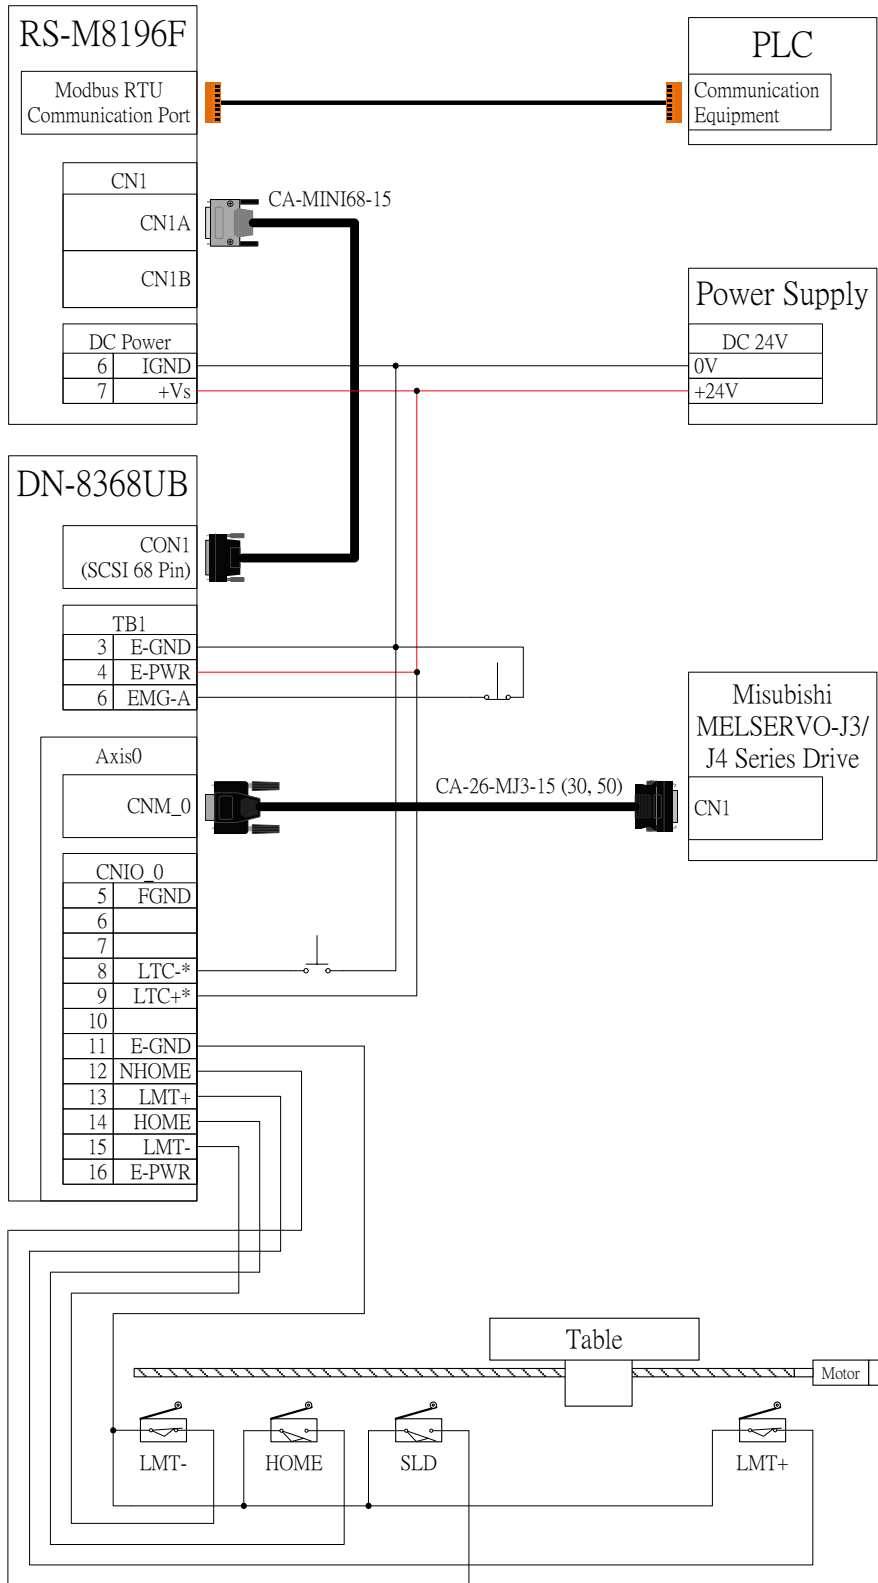 RS-M8196F
Modbus RTU
Communication Port
PLC
Communication
Equipment
CN1
CN1A
CN1B
CA-MINI68-15
DC Power
6 IGND
7 +Vs
Power Supply
DC 24V
0V
+24V
DN-8368UB
CON1
(SCSI 68 Pin)
TB1
3 E-GND
4 E-PWR
6 EMG-A
Misubishi
MELSERVO-J3/
J4 Series Drive
CN1
Axis0
CNM_0
CA-26-MJ3-15 (30, 50)
CNIO_0
5 FGND
6
7
8 LTC-*
9 LTC+*
10
11 E-GND
12 NHOME
13 LMT+
14 HOME
15 LMT-
16 E-PWR
Table
Motor
LMT-
HOME
SLD
LMT+